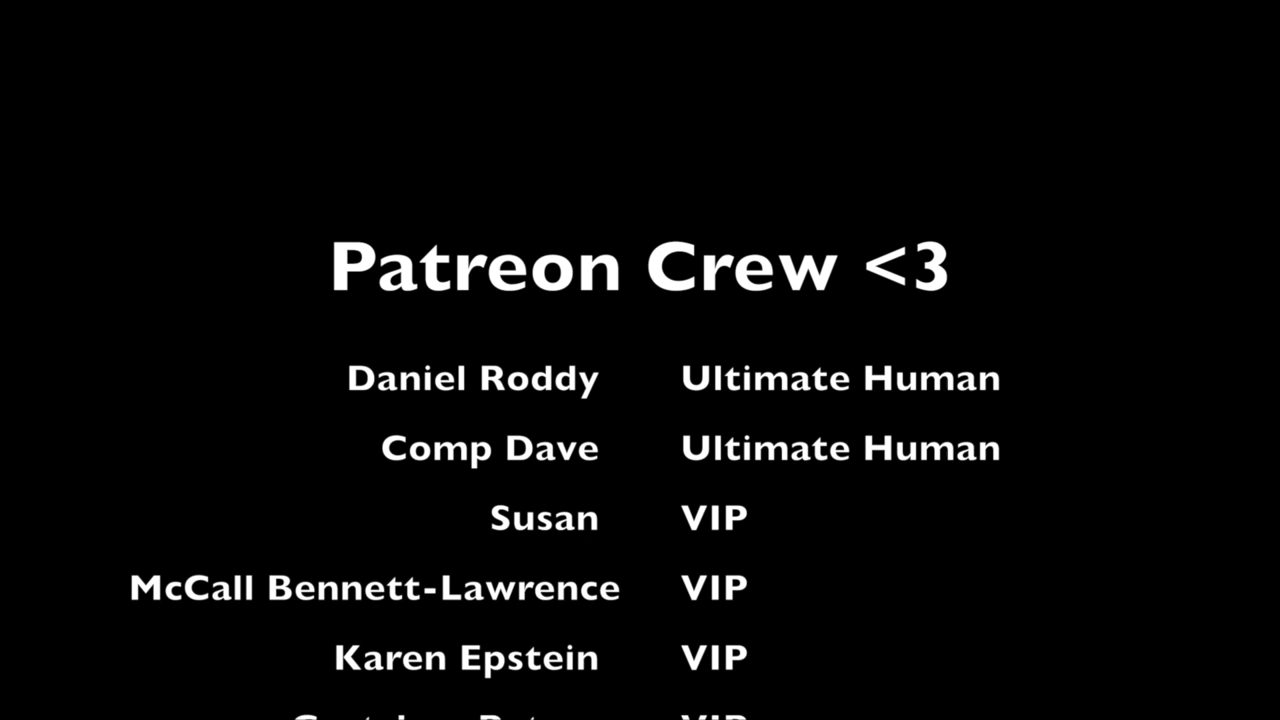 Patreon Crew <3
Daniel Roddy Ultimate Human
Comp Dave Ultimate Human
Susan VIP
McCall Bennett-Lawrence VIP
Karen Epstein VIP
VIP